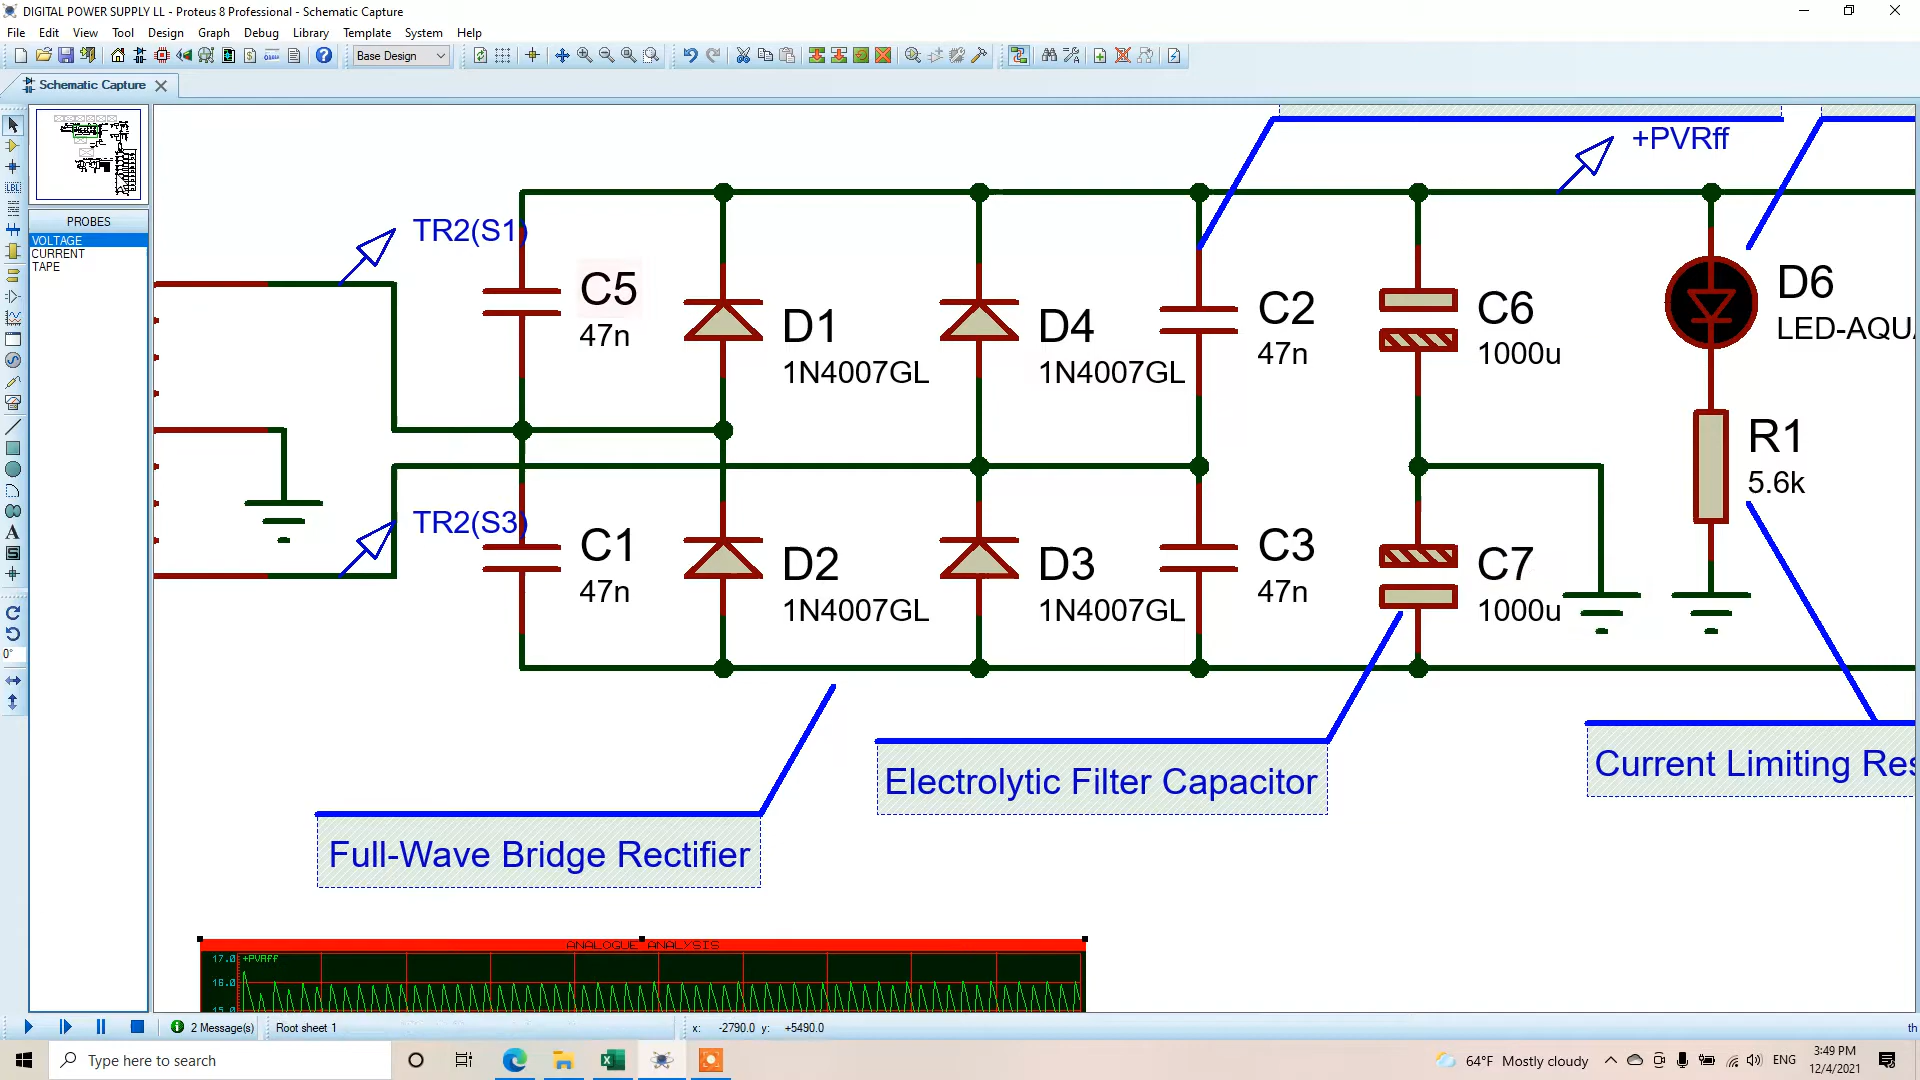 DIGITAL POWER SUPPLY LL - Proteus 8 Professional - Schematic Capture
File Edit View Tool Design Graph Debug Library Template System Help
Base Design
Schematic Capture
PROBES
VOLTAGE
CURRENT
TAPE
LBL
A
S
0°
+PVRff
TR2(S1)
C5
47n
D1
1N4007GL
D4
1N4007GL
C2
47n
C6
1000u
D6
LED-AQUA
R1
5.6k
TR2(S3)
C1
47n
D2
1N4007GL
D3
1N4007GL
C3
47n
C7
1000u
Electrolytic Filter Capacitor
Current Limiting Res
Full-Wave Bridge Rectifier
ANALOGUE ANALYSIS
17.0 +PVRff
16.0
15.0
2 Message(s) Root sheet 1 x: -2790.0 y: +5490.0 th
Type here to search
64°F Mostly cloudy ENG 3:49 PM
12/4/2021